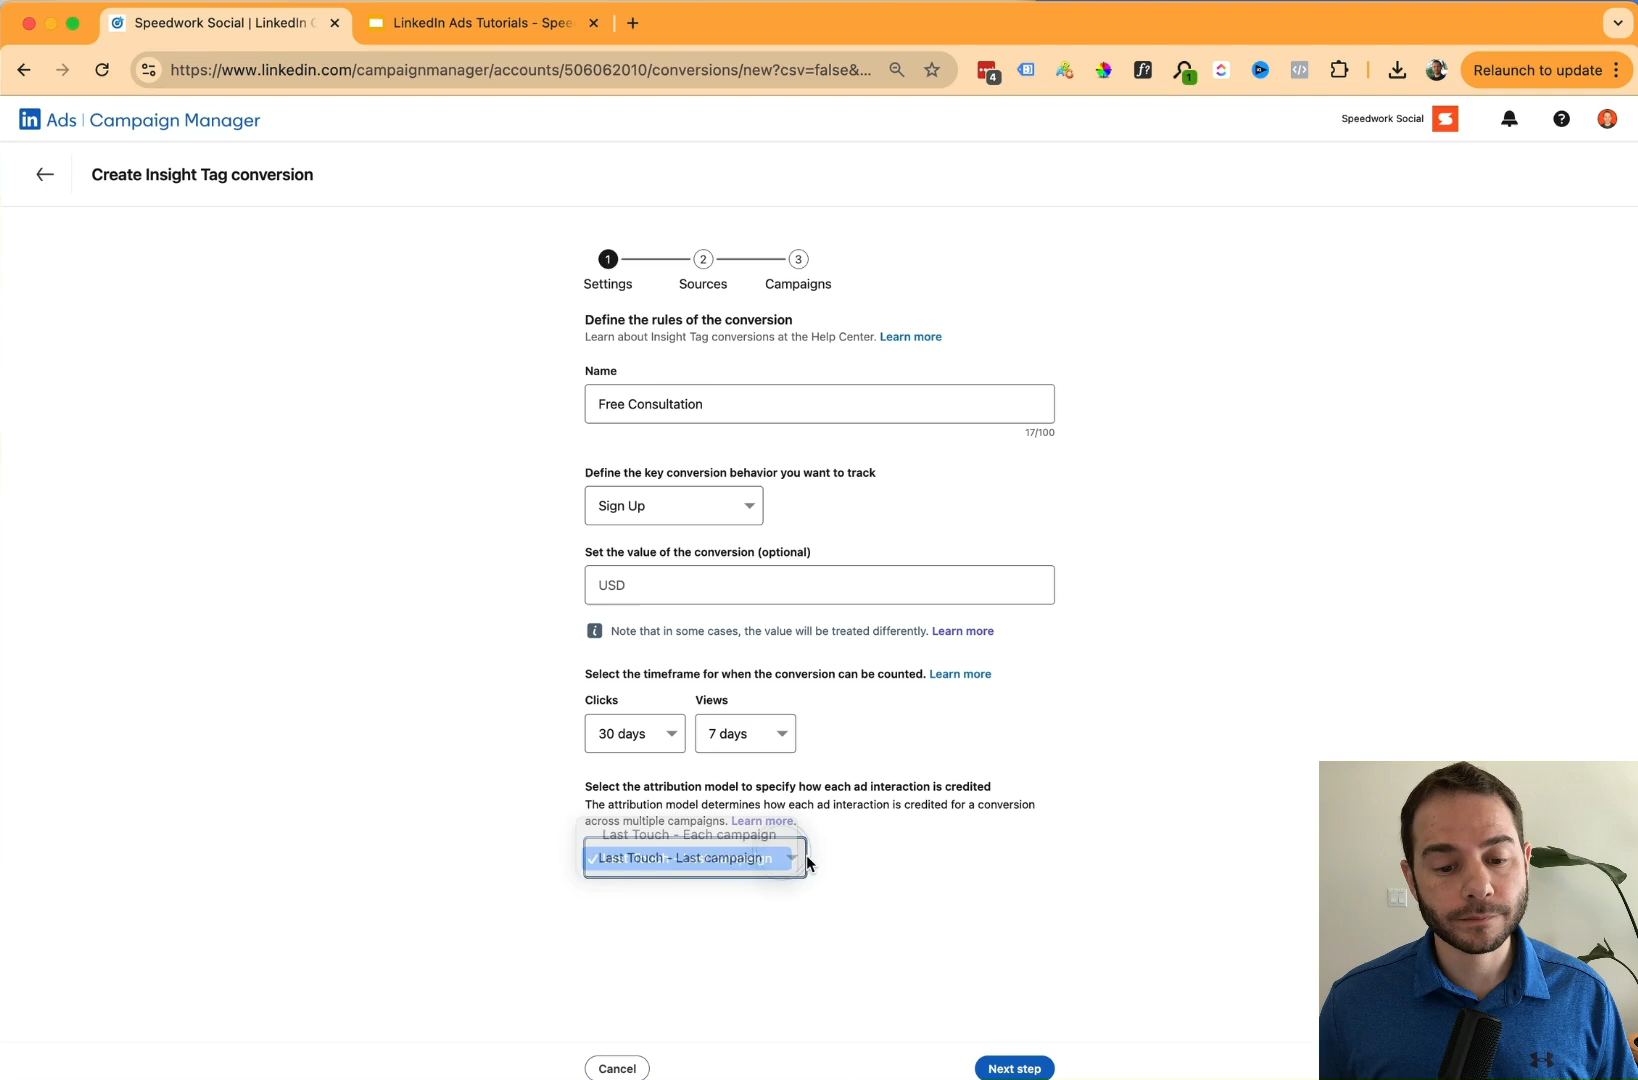 Speedwork Social | LinkedIn C
LinkedIn Ads Tutorials - Spee
https://www.linkedin.com/campaignmanager/accounts/506062010/conversions/new?csv=false&...
4
1
f?
Relaunch to update
in Ads | Campaign Manager
Speedwork Social
Create Insight Tag conversion
1
2
3
Settings
Sources
Campaigns
Define the rules of the conversion
Learn about Insight Tag conversions at the Help Center. Learn more
Name
Free Consultation
17/100
Define the key conversion behavior you want to track
Sign Up
Set the value of the conversion (optional)
USD
Note that in some cases, the value will be treated differently. Learn more
Select the timeframe for when the conversion can be counted. Learn more
Clicks
Views
30 days
7 days
Select the attribution model to specify how each ad interaction is credited
The attribution model determines how each ad interaction is credited for a conversion
across multiple campaigns. Learn more.
Last Touch - Each campaign
Last Touch - Last campaign
Cancel
Next step